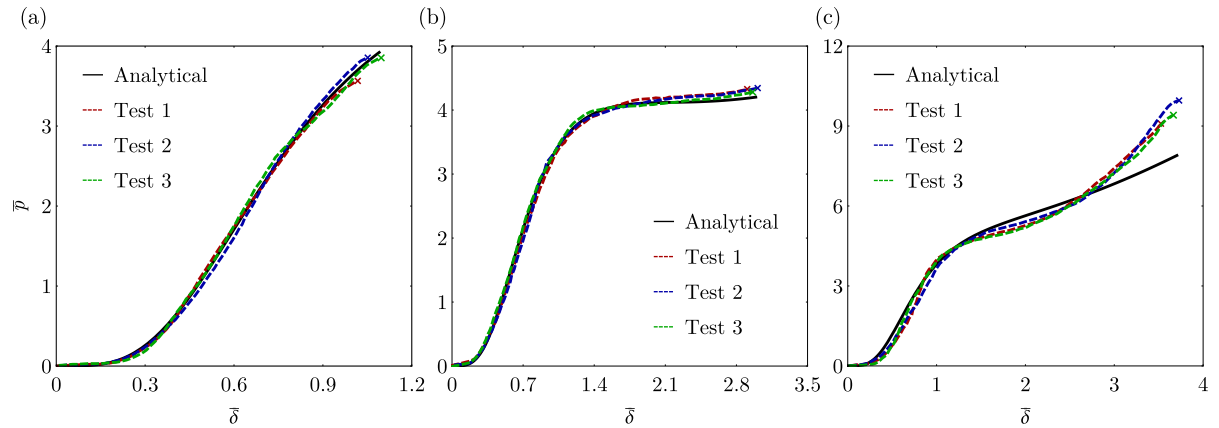 (a)
4
3
2
1
0
p̅
Analytical
Test 1
Test 2
Test 3
0 0.3 0.6 0.9 1.2
δ̅
(b)
5
4
3
2
1
0
Analytical
Test 1
Test 2
Test 3
0 0.7 1.4 2.1 2.8 3.5
δ̅
(c)
12
9
6
3
0
Analytical
Test 1
Test 2
Test 3
0 1 2 3 4
δ̅